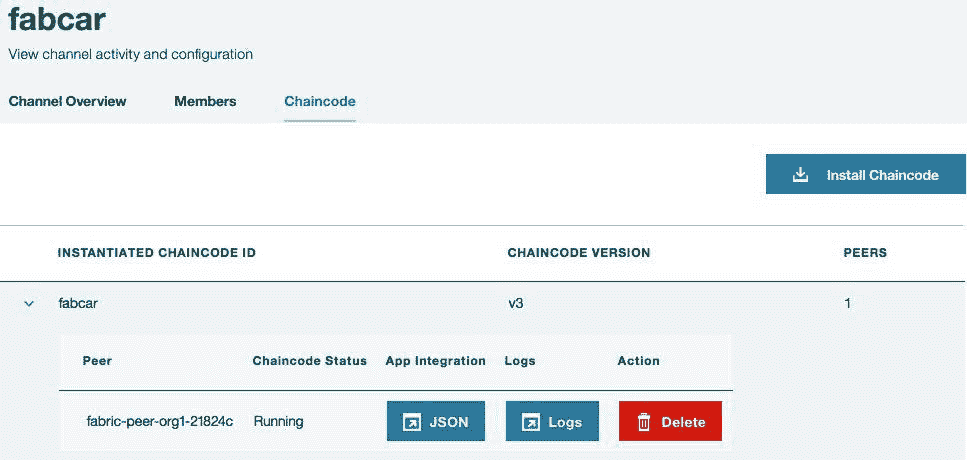 fabcar
View channel activity and configuration
Channel Overview Members Chaincode
Install Chaincode
INSTANTIATED CHAINCODE ID CHAINCODE VERSION PEERS
fabcar v3 1
Peer Chaincode Status App Integration Logs Action
fabric-peer-org1-21824c Running JSON Logs Delete